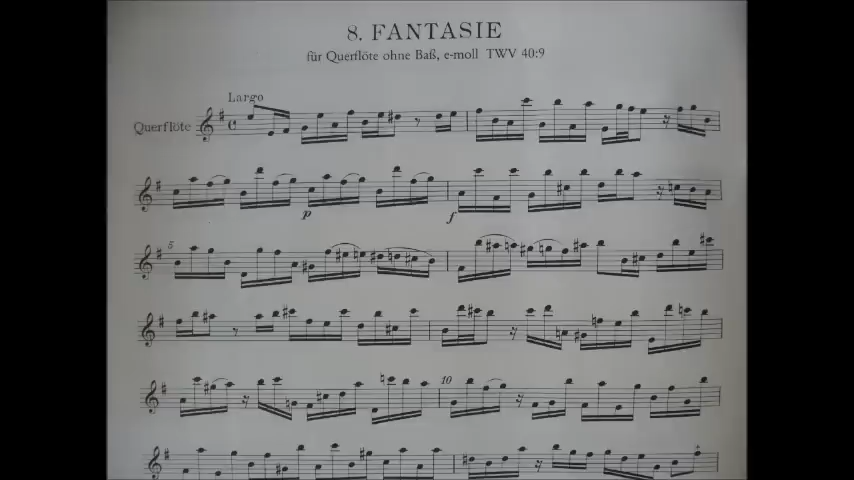 8. FANTASIE
für Querflöte ohne Baß, e-moll TWV 40:9
Largo
Querflöte
p
f
5
10